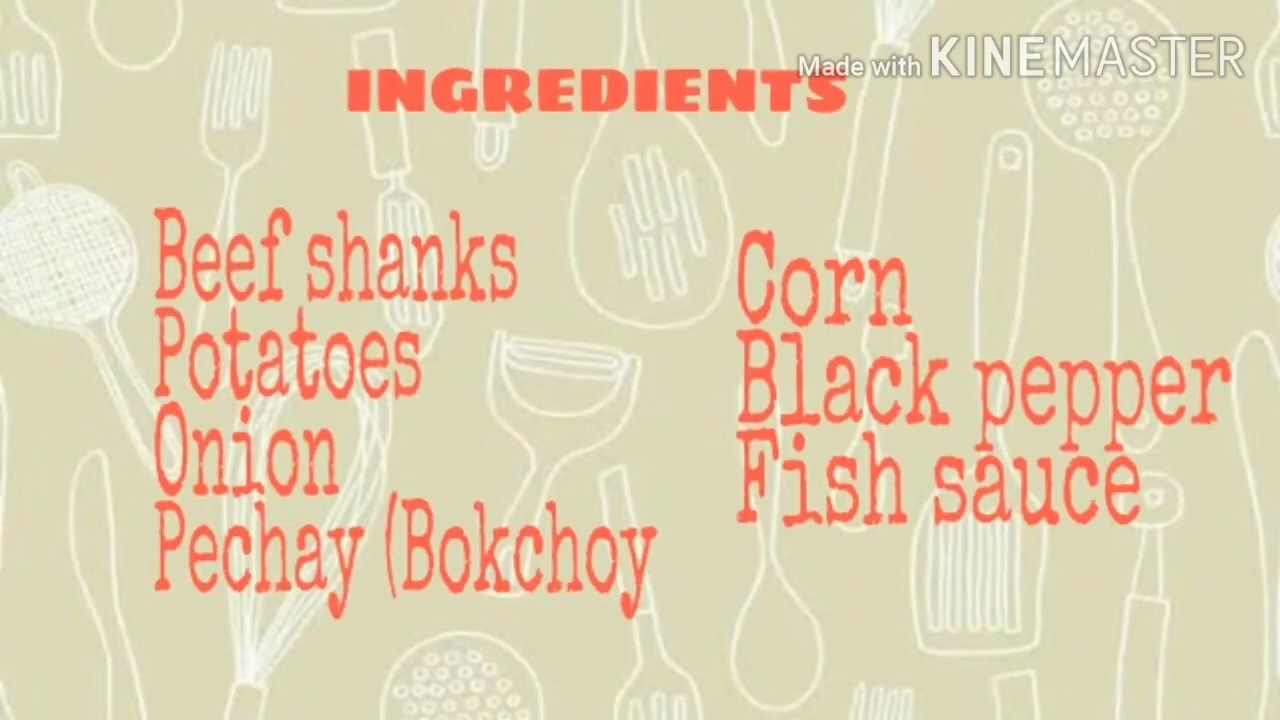 INGREDIENTS
Made with KINEMASTER
Beef shanks
Potatoes
Onion
Pechay (Bokchoy
Corn
Black pepper
Fish sauce